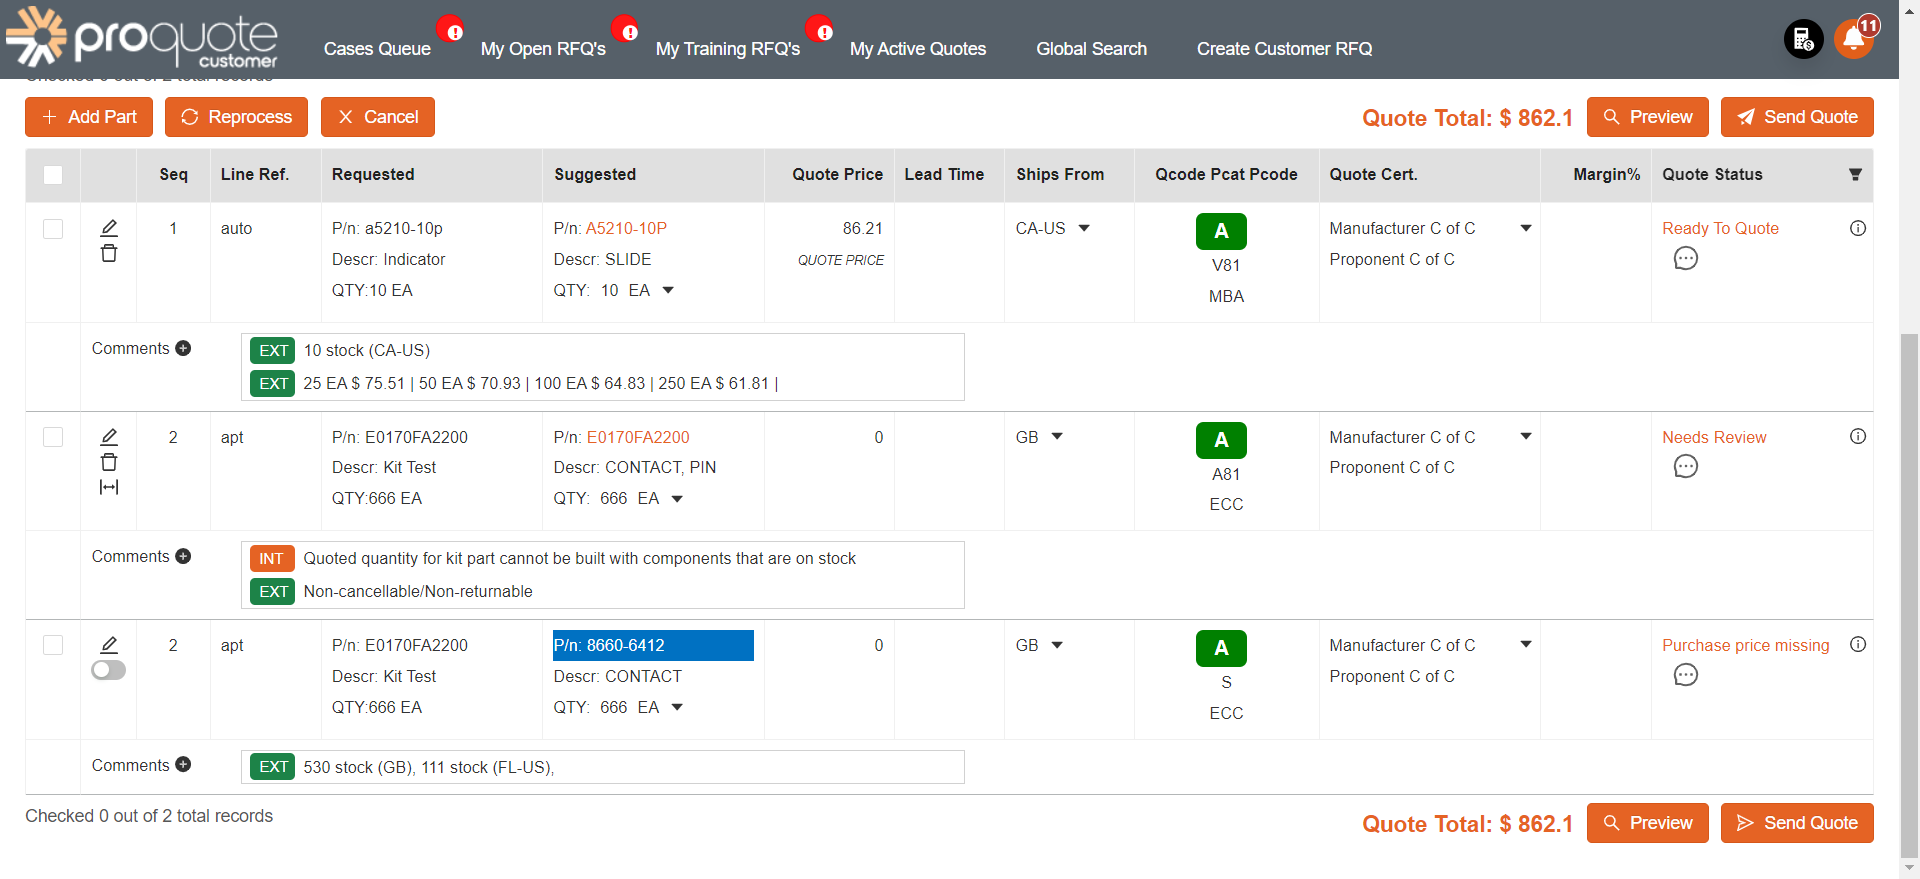 proquote
customer
Cases Queue
My Open RFQ's
My Training RFQ's
My Active Quotes
Global Search
Create Customer RFQ
11
Checked 0 out of 2 total records
Add Part
Reprocess
Cancel
Quote Total: $ 862.1
Preview
Send Quote
Seq
Line Ref.
Requested
Suggested
Quote Price
Lead Time
Ships From
Qcode Pcat Pcode
Quote Cert.
Margin%
Quote Status
1
auto
P/n: a5210-10p
Descr: Indicator
QTY:10 EA
P/n: A5210-10P
Descr: SLIDE
QTY: 10 EA
86.21
QUOTE PRICE
CA-US
A
V81
MBA
Manufacturer C of C
Proponent C of C
Ready To Quote
Comments
EXT 10 stock (CA-US)
EXT 25 EA $ 75.51 | 50 EA $ 70.93 | 100 EA $ 64.83 | 250 EA $ 61.81 |
2
apt
P/n: E0170FA2200
Descr: Kit Test
QTY:666 EA
P/n: E0170FA2200
Descr: CONTACT, PIN
QTY: 666 EA
0
GB
A
A81
ECC
Manufacturer C of C
Proponent C of C
Needs Review
Comments
INT Quoted quantity for kit part cannot be built with components that are on stock
EXT Non-cancellable/Non-returnable
2
apt
P/n: E0170FA2200
Descr: Kit Test
QTY:666 EA
P/n: 8660-6412
Descr: CONTACT
QTY: 666 EA
0
GB
A
S
ECC
Manufacturer C of C
Proponent C of C
Purchase price missing
Comments
EXT 530 stock (GB), 111 stock (FL-US),
Checked 0 out of 2 total records
Quote Total: $ 862.1
Preview
Send Quote